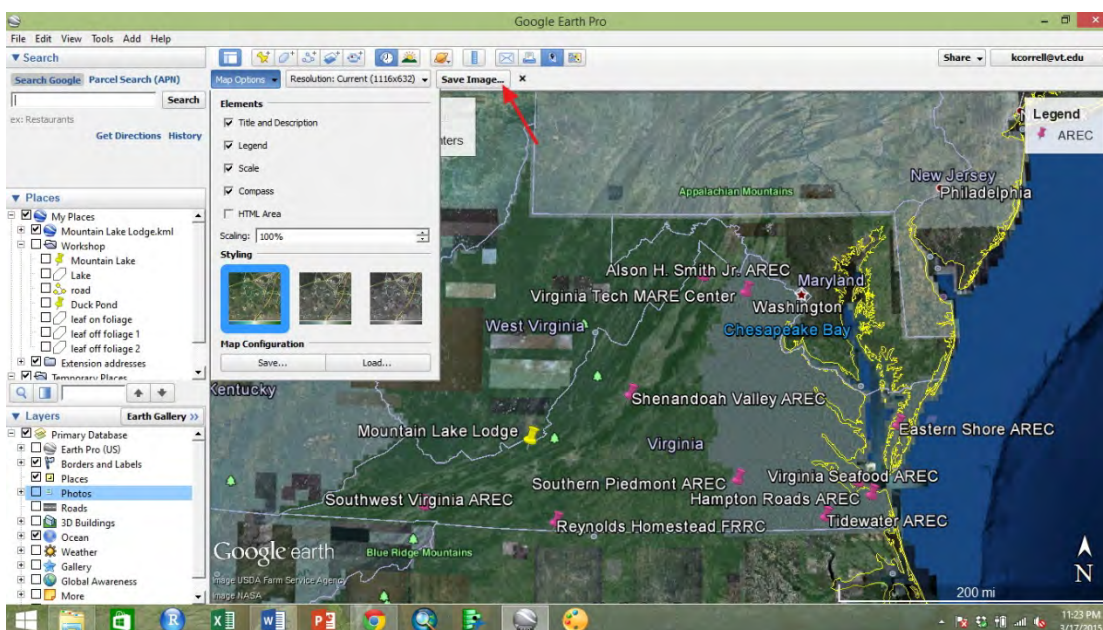 Google Earth Pro
File Edit View Tools Add Help
Search
Search Google Parcel Search (APN)
Search
ex: Restaurants
Get Directions History
Places
My Places
Mountain Lake Lodge.kml
Workshop
Mountain Lake
Lake
road
Duck Pond
leaf on foliage
leaf off foliage 1
leaf off foliage 2
Extension addresses
Temporary Places
Layers
Earth Gallery >>
Primary Database
Earth Pro (US)
Borders and Labels
Places
Photos
Roads
3D Buildings
Ocean
Weather
Gallery
Global Awareness
More
Share
kcorrell@vt.edu
Map Options
Resolution: Current (1116x632)
Save Image...
Elements
Title and Description
Legend
Scale
Compass
HTML Area
Scaling: 100%
Styling
Map Configuration
Save...
Load...
Legend
AREC
New Jersey
Philadelphia
Appalachian Mountains
Alson H. Smith Jr. AREC
Maryland
Virginia Tech MARE Center
Washington
West Virginia
Chesapeake Bay
Kentucky
Shenandoah Valley AREC
Mountain Lake Lodge
Eastern Shore AREC
Virginia
Virginia Seafood AREC
Southern Piedmont AREC
Hampton Roads AREC
Southwest Virginia AREC
Tidewater AREC
Reynolds Homestead FRRC
Google earth
Blue Ridge Mountains
Image USDA Farm Service Agency
Image NASA
N
200 mi
11:23 PM
3/17/2015